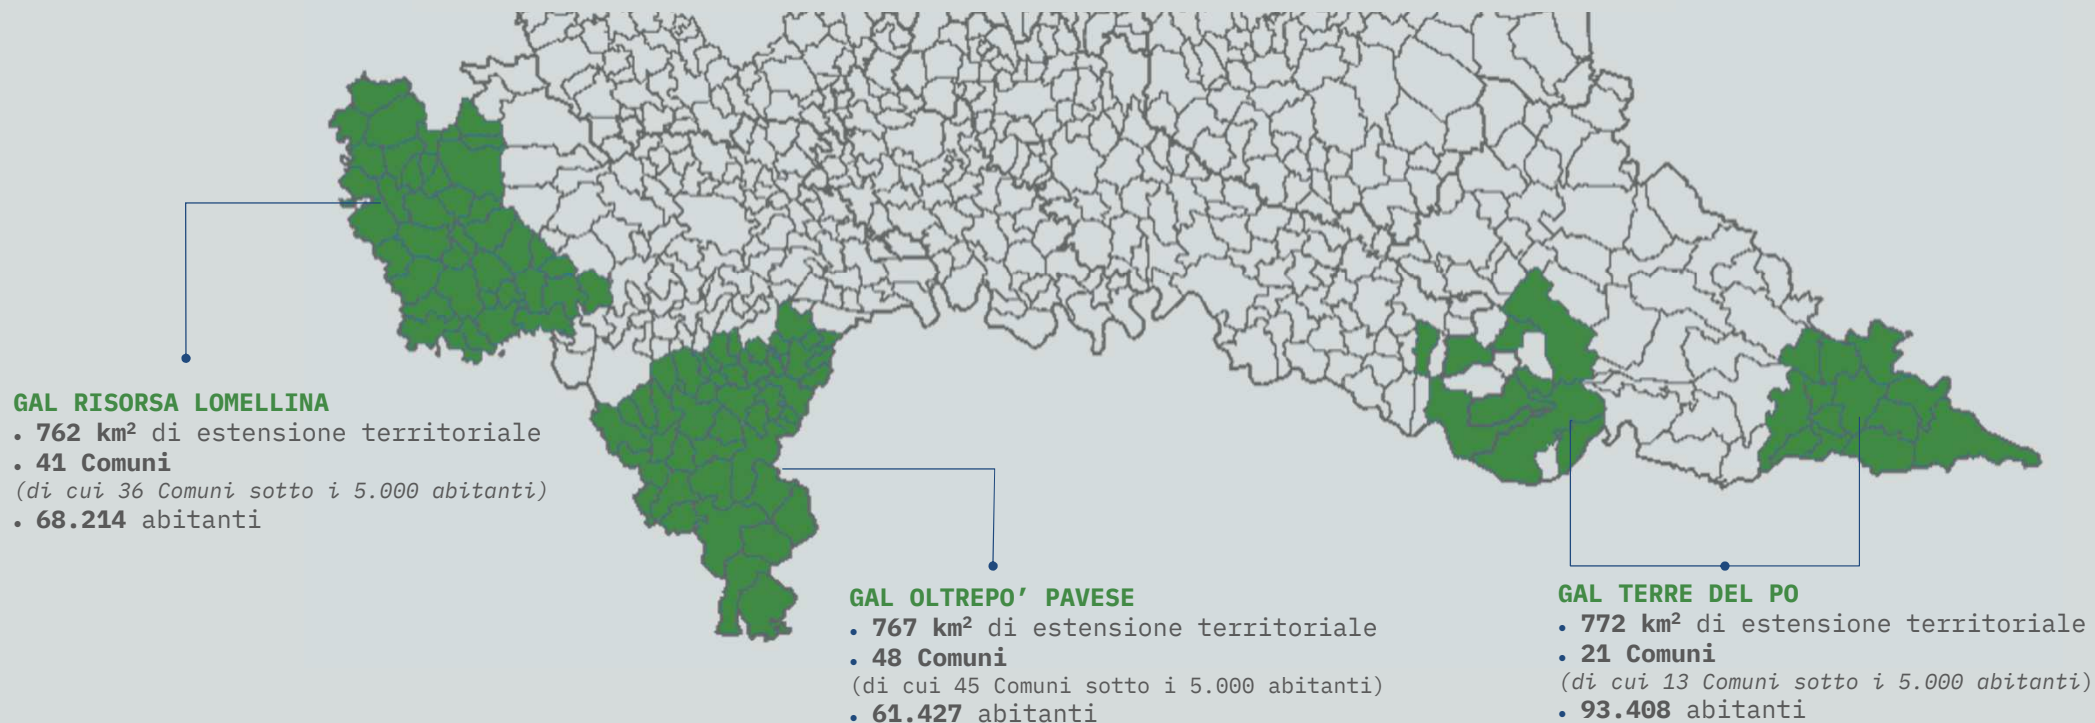 GAL RISORSA LOMELLINA
• 762 km² di estensione territoriale
• 41 Comuni
(di cui 36 Comuni sotto i 5.000 abitanti)
• 68.214 abitanti
GAL OLTREPO’ PAVESE
• 767 km² di estensione territoriale
• 48 Comuni
(di cui 45 Comuni sotto i 5.000 abitanti)
• 61.427 abitanti
GAL TERRE DEL PO
• 772 km² di estensione territoriale
• 21 Comuni
(di cui 13 Comuni sotto i 5.000 abitanti)
• 93.408 abitanti